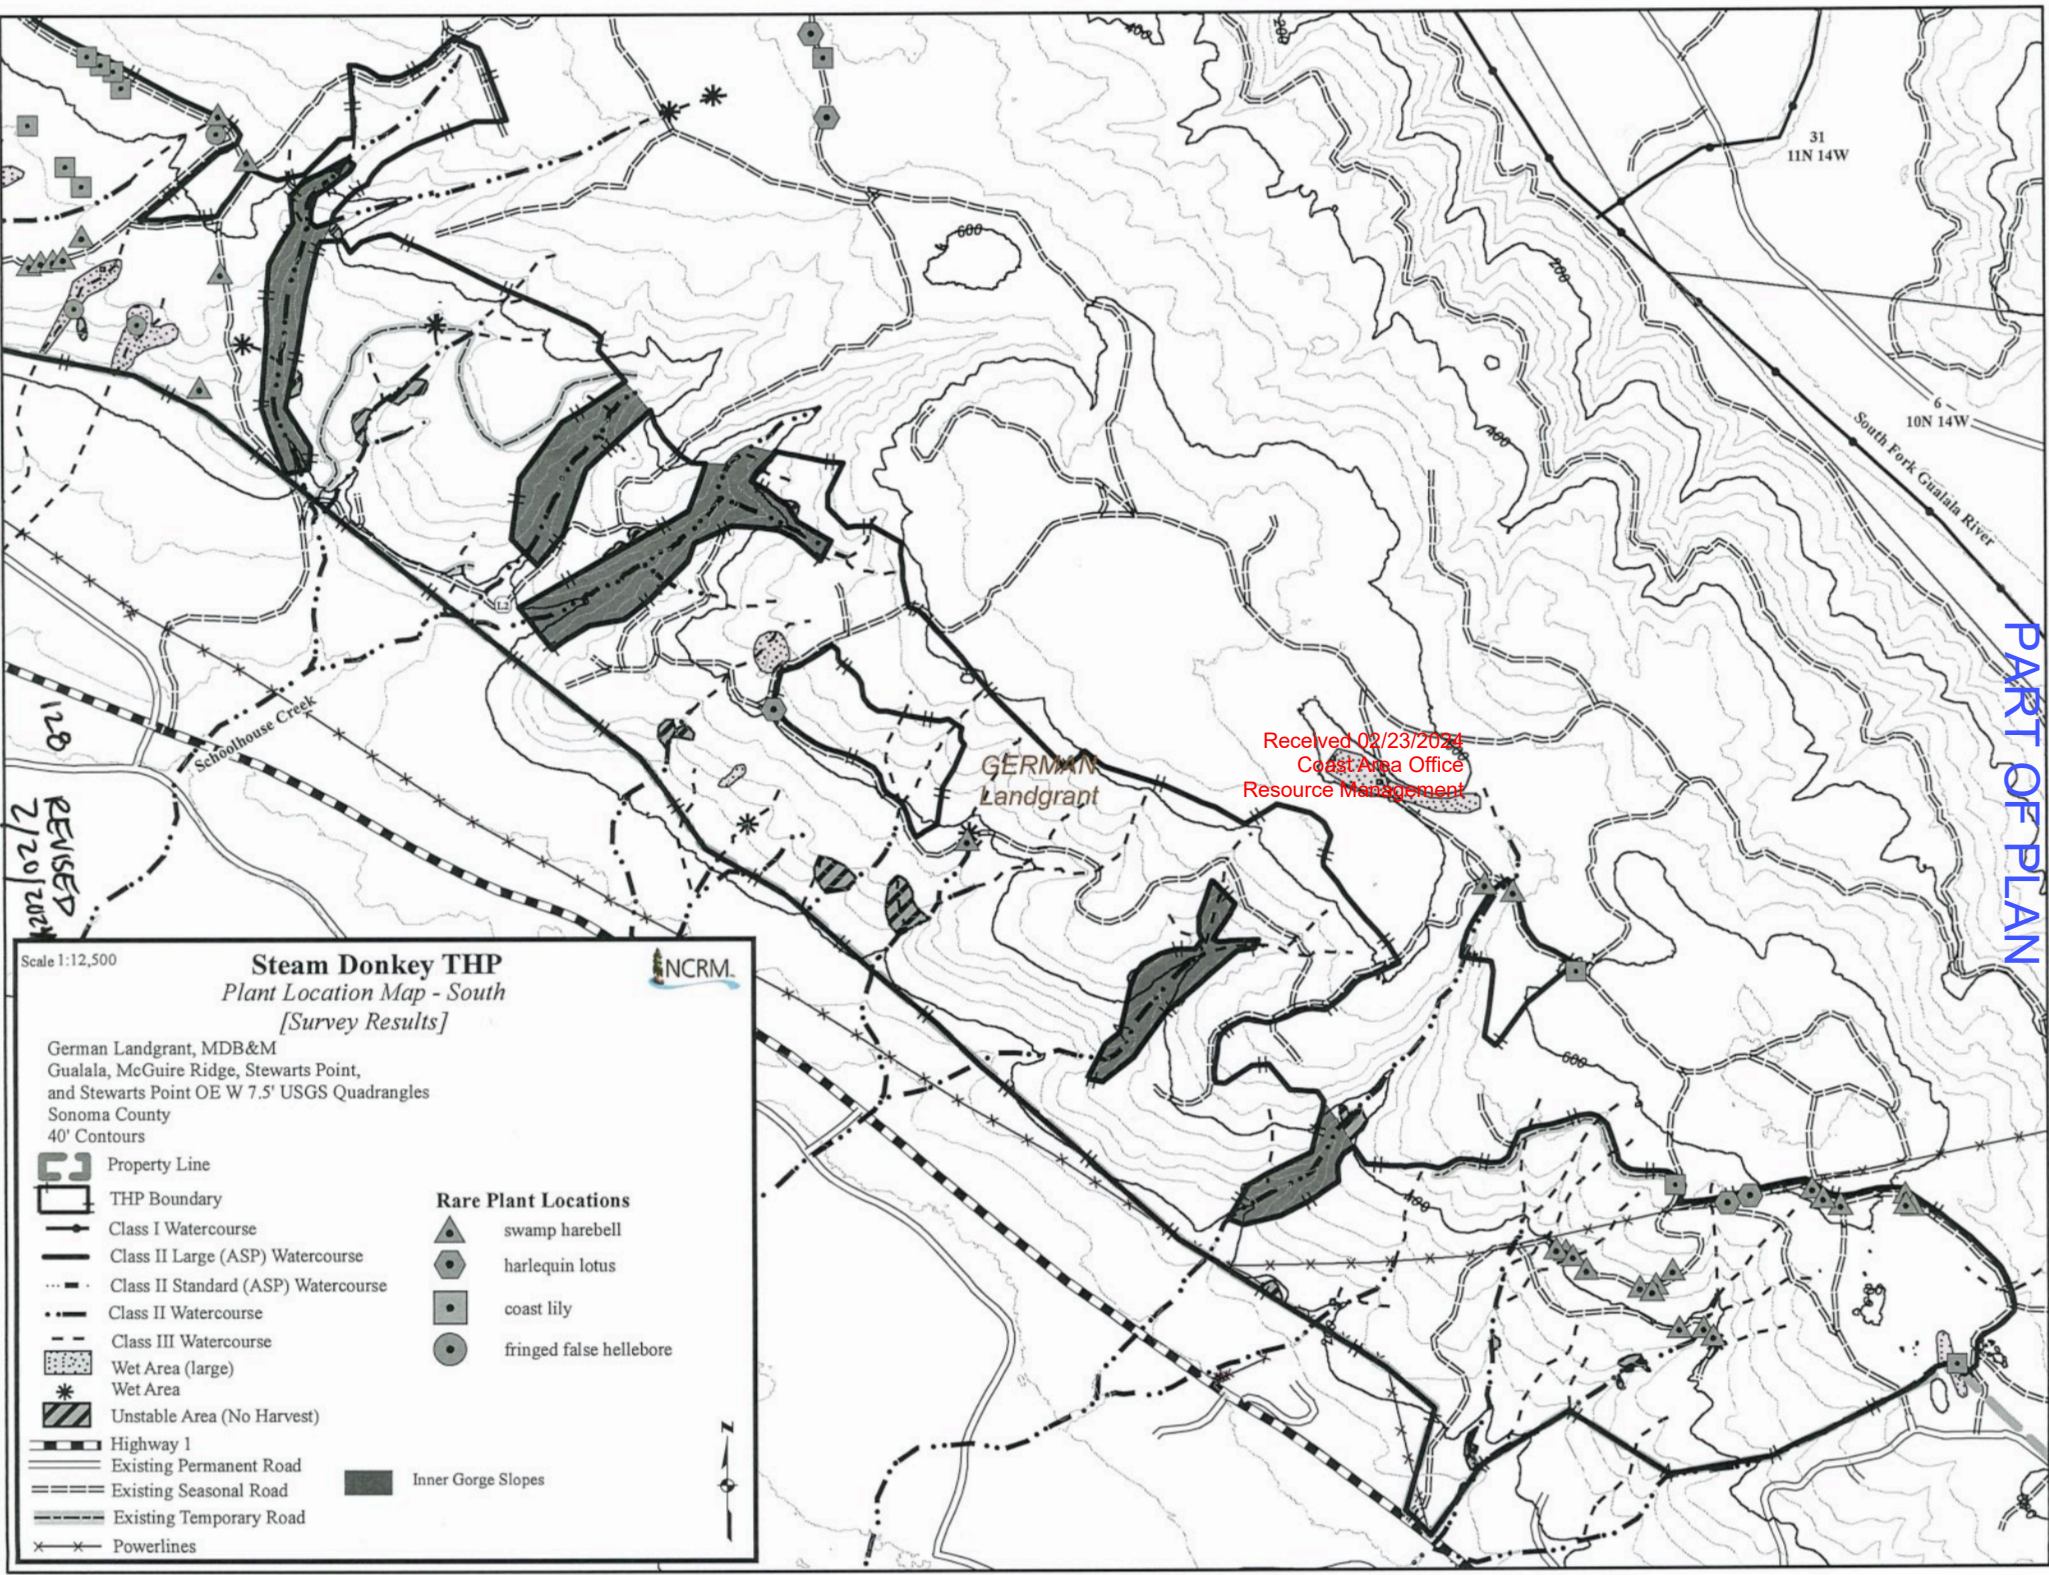 400
200
31
11N 14W
600
200
6
10N 14W
400
South Fork Gualala River
L2
PART OF PLAN
128
REVISED
2/20/2024
Schoolhouse Creek
GERMAN
Landgrant
Received 02/23/2024
Coast Area Office
Resource Management
600
400
Scale 1:12,500
Steam Donkey THP
NCRM
Plant Location Map - South
[Survey Results]
German Landgrant, MDB&M
Gualala, McGuire Ridge, Stewarts Point,
and Stewarts Point OE W 7.5' USGS Quadrangles
Sonoma County
40' Contours
Property Line
THP Boundary
Class I Watercourse
Class II Large (ASP) Watercourse
Class II Standard (ASP) Watercourse
Class II Watercourse
Class III Watercourse
Wet Area (large)
Wet Area
Unstable Area (No Harvest)
Highway 1
Existing Permanent Road
Existing Seasonal Road
Existing Temporary Road
Powerlines
Rare Plant Locations
swamp harebell
harlequin lotus
coast lily
fringed false hellebore
Inner Gorge Slopes
N